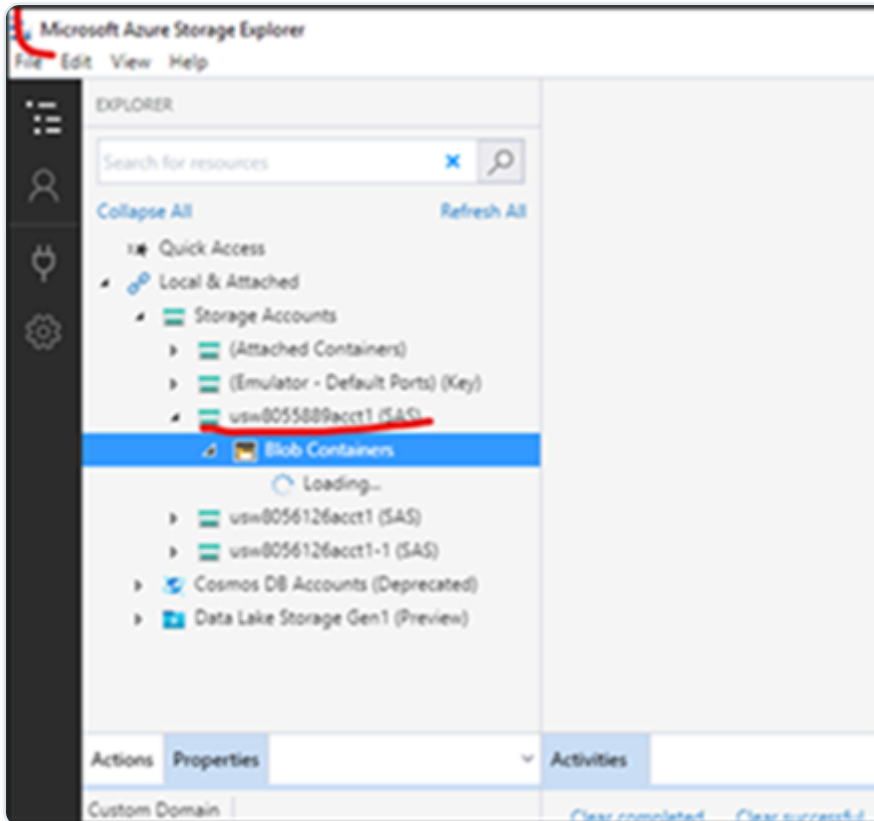 Microsoft Azure Storage Explorer
File Edit View Help
EXPLORER
Search for resources
Collapse All Refresh All
Quick Access
Local & Attached
Storage Accounts
(Attached Containers)
(Emulator - Default Ports) (Key)
usw8055889acct1 (SAS)
Blob Containers
Loading...
usw8056126acct1 (SAS)
usw8056126acct1-1 (SAS)
Cosmos DB Accounts (Deprecated)
Data Lake Storage Gen1 (Preview)
Actions Properties Activities
Custom Domain Clear completed Clear successful